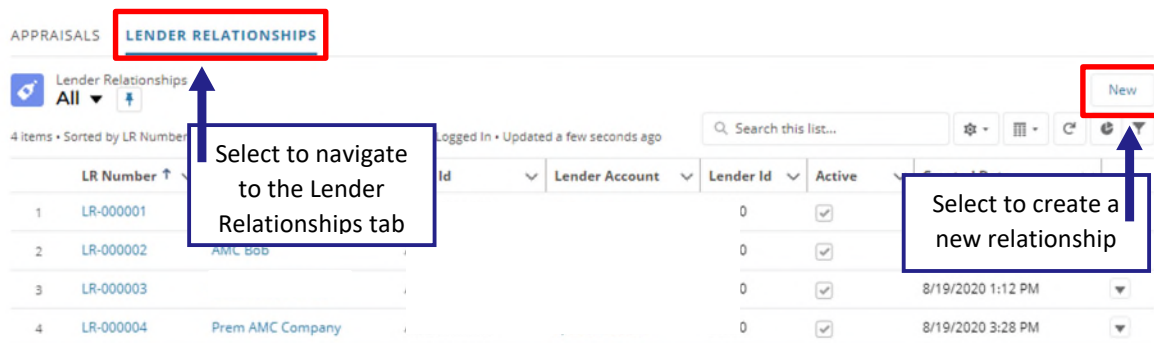 APPRAISALS LENDER RELATIONSHIPS
Lender Relationships
All
New
4 items • Sorted by LR Number Logged In • Updated a few seconds ago
Search this list...
LR Number Id Lender Account Lender Id Active
1 LR-000001 0
2 LR-000002 AMC Bob 0
3 LR-000003 0 8/19/2020 1:12 PM
4 LR-000004 Prem AMC Company 0 8/19/2020 3:28 PM
Select to navigate
to the Lender
Relationships tab
Select to create a
new relationship